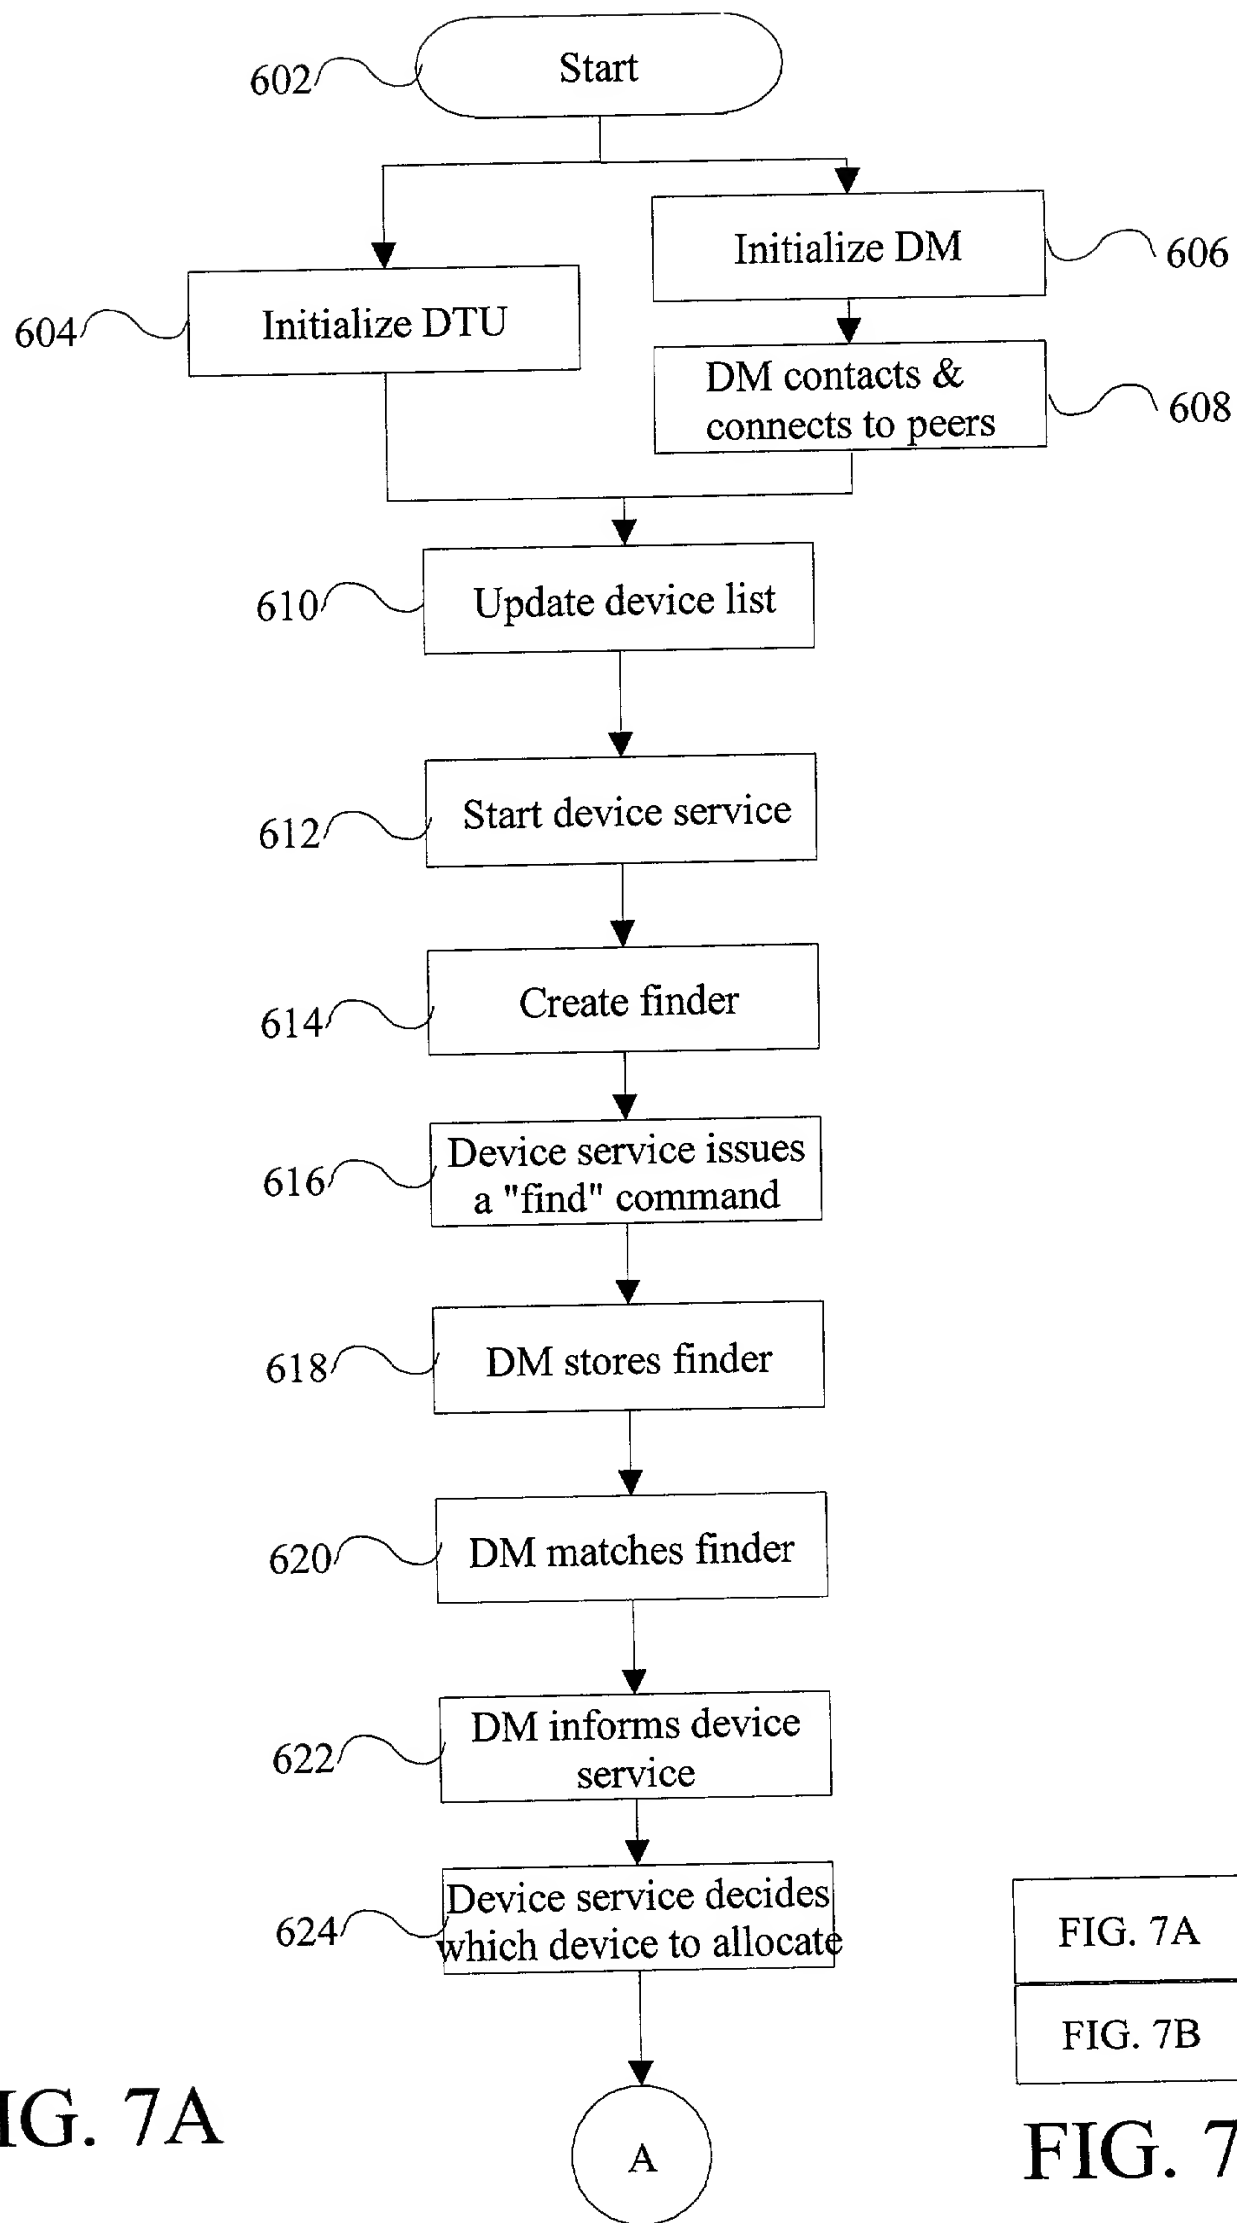 602
Start
Initialize DM
606
604
Initialize DTU
DM contacts &
connects to peers
608
610
Update device list
612
Start device service
614
Create finder
616
Device service issues
a "find" command
618
DM stores finder
620
DM matches finder
622
DM informs device
service
624
Device service decides
which device to allocate
A
FIG. 7A
FIG. 7B
IG. 7A
FIG. 7